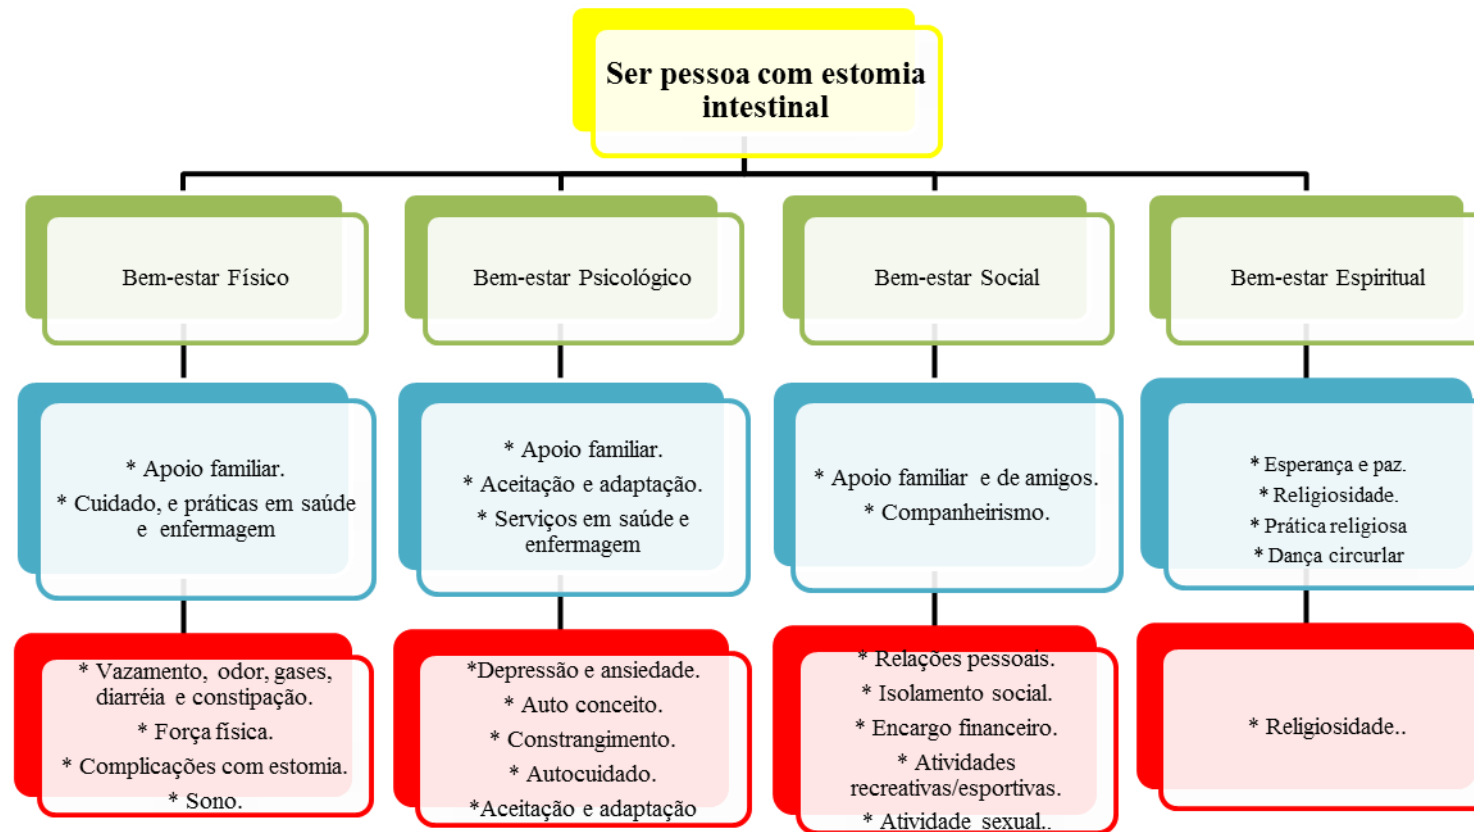 Ser pessoa com estomia
intestinal
Bem-estar Físico
Bem-estar Psicológico
Bem-estar Social
Bem-estar Espiritual
* Apoio familiar.
* Cuidado, e práticas em saúde
e enfermagem
* Apoio familiar.
* Aceitação e adaptação.
* Serviços em saúde e
enfermagem
* Apoio familiar e de amigos.
* Companheirismo.
* Esperança e paz.
* Religiosidade.
* Prática religiosa
* Dança circurlar
* Vazamento, odor, gases,
diarréia e constipação.
* Força física.
* Complicações com estomia.
* Sono.
*Depressão e ansiedade.
* Auto conceito.
* Constrangimento.
* Autocuidado.
*Aceitação e adaptação
* Relações pessoais.
* Isolamento social.
* Encargo financeiro.
* Atividades
recreativas/esportivas.
* Atividade sexual..
* Religiosidade..